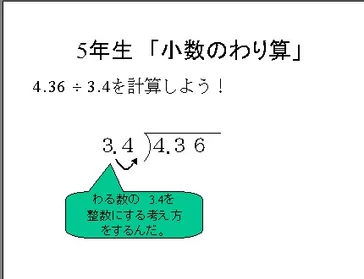 5年生 「小数のわり算」
4.36 ÷ 3.4を計算しよう！
3.4 )4.36
わる数の 3.4を
整数にする考え方
をするんだ。